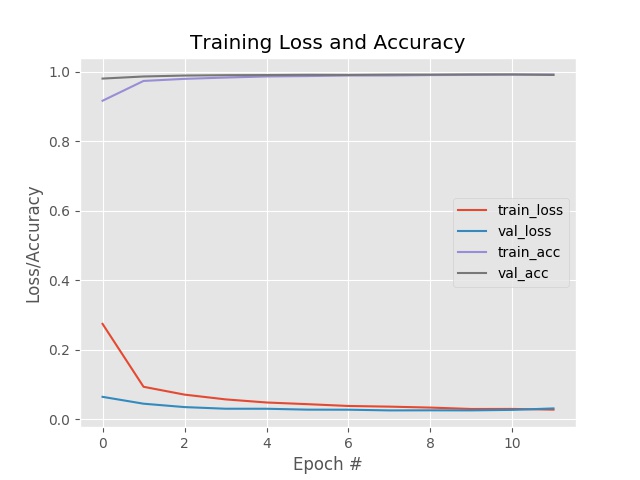 Training Loss and Accuracy
1.0
0.8
0.6
0.4
0.2
0.0
Loss/Accuracy
train_loss
val_loss
train_acc
val_acc
0 2 4 6 8 10
Epoch #